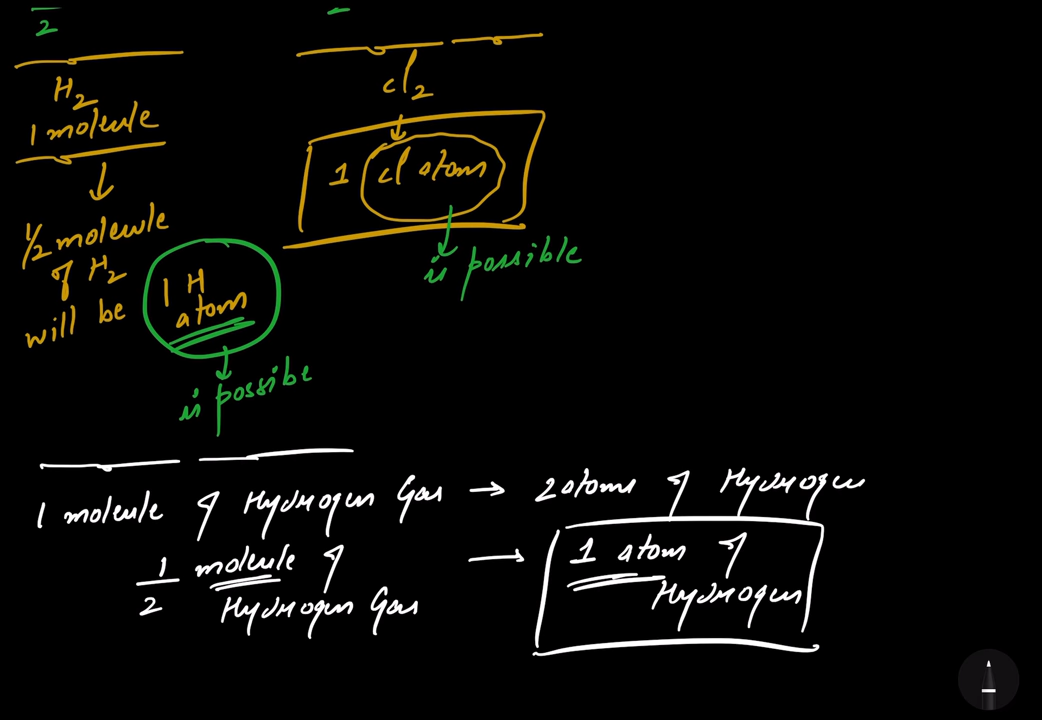 2
H2
1 molecule
1/2 molecule
of H2
will be
1 H
atom
is possible
cl2
1 cl atom
is possible
1 molecule of Hydrogen Gas → 2 atoms of Hydrogen
1/2 molecule of → 1 atom of
Hydrogen Gas Hydrogen